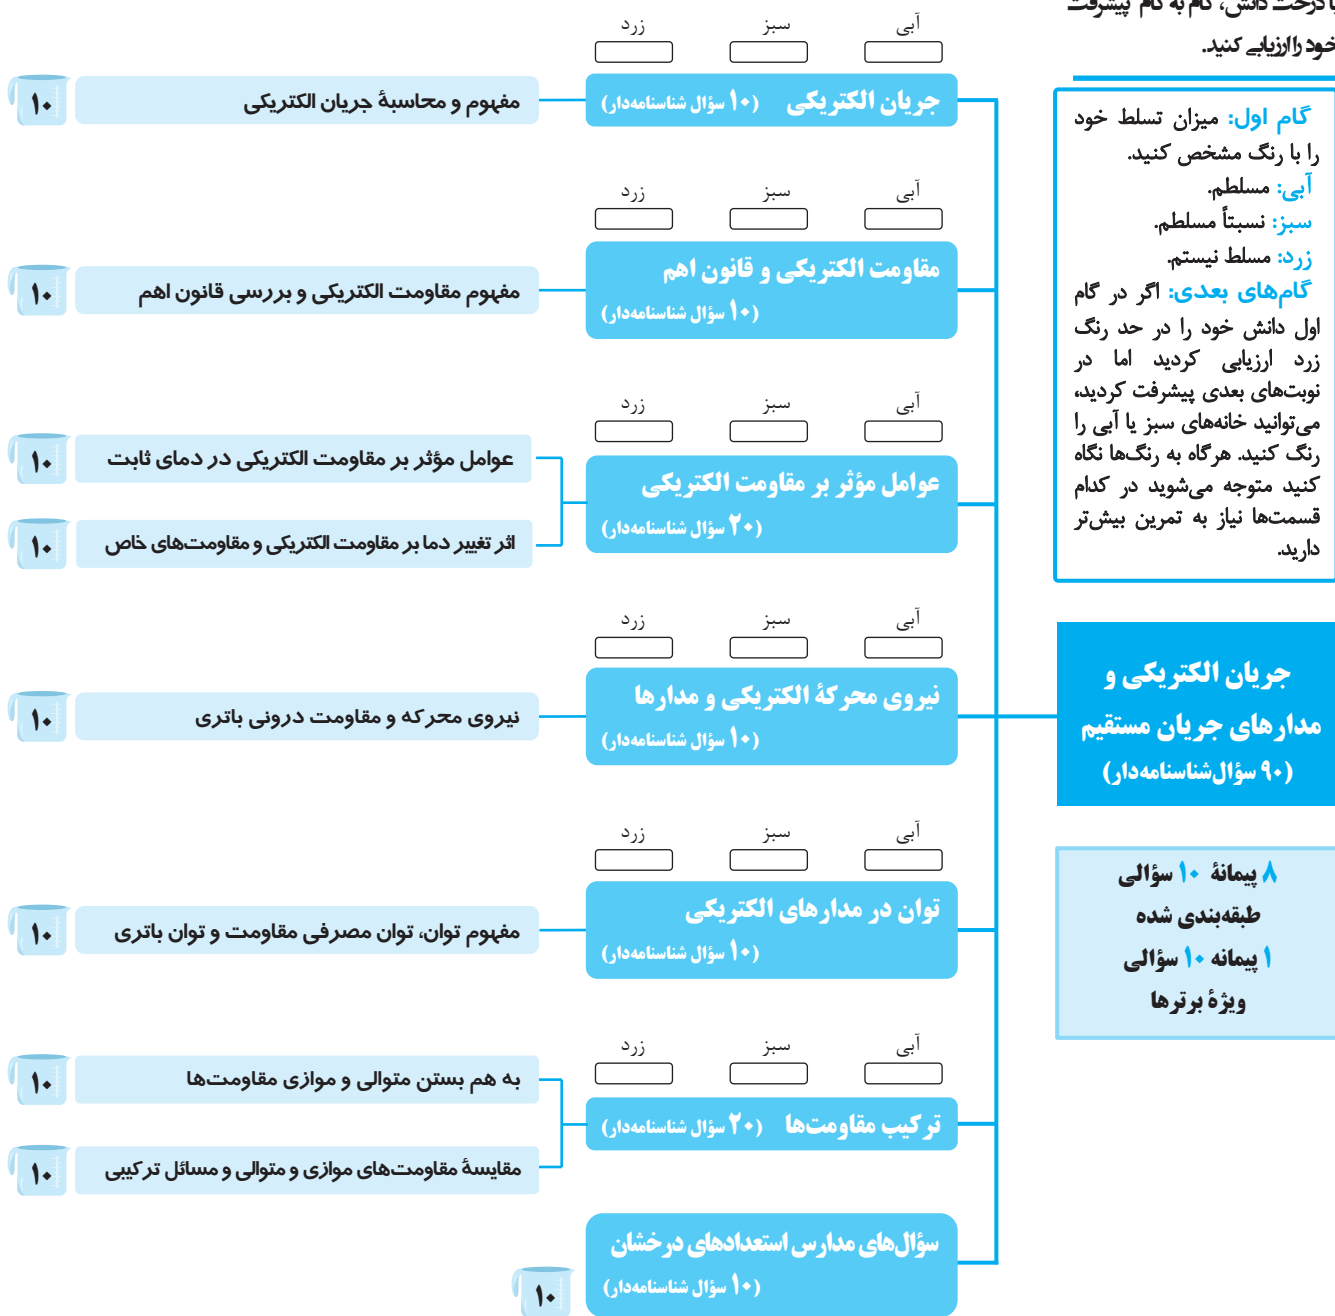 با درخت دانش، گام به گام پیشرفت
خود را ارزیابی کنید.
گام اول: میزان تسلط خود
را با رنگ مشخص کنید.
آبی: مسلطم.
سبز: نسبتاً مسلطم.
زرد: مسلط نیستم.
گام‌های بعدی: اگر در گام
اول دانش خود را در حد رنگ
زرد ارزیابی کردید اما در
نوبت‌های بعدی پیشرفت کردید،
می‌توانید خانه‌های سبز یا آبی را
رنگ کنید. هرگاه به رنگ‌ها نگاه
کنید متوجه می‌شوید در کدام
قسمت‌ها نیاز به تمرین بیش‌تر
دارید.
جریان الکتریکی و
مدارهای جریان مستقیم
(۹۰ سؤال شناسنامه‌دار)
۸ پیمانهٔ ۱۰ سؤالی
طبقه‌بندی شده
۱ پیمانه ۱۰ سؤالی
ویژهٔ برترها
آبی سبز زرد
جریان الکتریکی (۱۰ سؤال شناسنامه‌دار)
مفهوم و محاسبهٔ جریان الکتریکی
۱۰
آبی سبز زرد
مقاومت الکتریکی و قانون اهم
(۱۰ سؤال شناسنامه‌دار)
مفهوم مقاومت الکتریکی و بررسی قانون اهم
۱۰
آبی سبز زرد
عوامل مؤثر بر مقاومت الکتریکی
(۲۰ سؤال شناسنامه‌دار)
عوامل مؤثر بر مقاومت الکتریکی در دمای ثابت
۱۰
اثر تغییر دما بر مقاومت الکتریکی و مقاومت‌های خاص
۱۰
آبی سبز زرد
نیروی محرکهٔ الکتریکی و مدارها
(۱۰ سؤال شناسنامه‌دار)
نیروی محرکه و مقاومت درونی باتری
۱۰
آبی سبز زرد
توان در مدارهای الکتریکی
(۱۰ سؤال شناسنامه‌دار)
مفهوم توان، توان مصرفی مقاومت و توان باتری
۱۰
آبی سبز زرد
ترکیب مقاومت‌ها (۲۰ سؤال شناسنامه‌دار)
به هم بستن متوالی و موازی مقاومت‌ها
۱۰
مقایسهٔ مقاومت‌های موازی و متوالی و مسائل ترکیبی
۱۰
سؤال‌های مدارس استعدادهای درخشان
(۱۰ سؤال شناسنامه‌دار)
۱۰